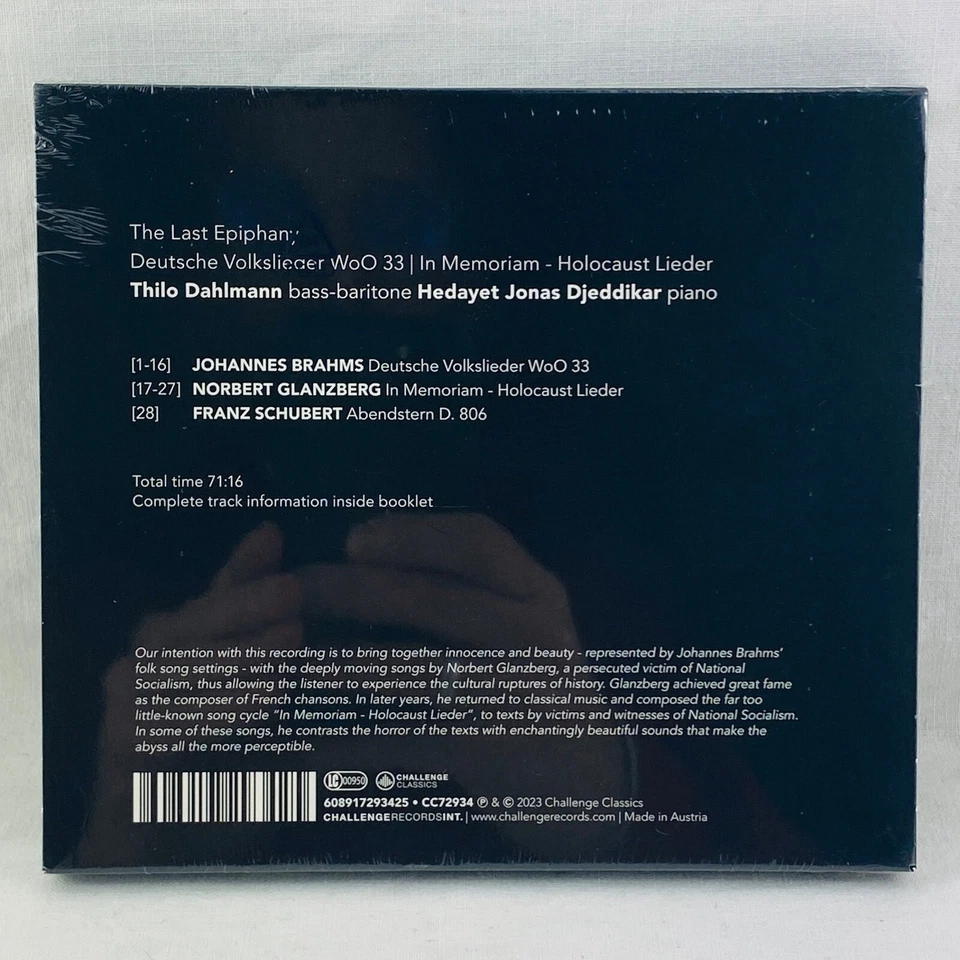 The Last Epiphany
Deutsche Volkslieder WoO 33 | In Memoriam - Holocaust Lieder
Thilo Dahlmann bass-baritone Hedayet Jonas Djeddikar piano
[1-16] JOHANNES BRAHMS Deutsche Volkslieder WoO 33
[17-27] NORBERT GLANZBERG In Memoriam - Holocaust Lieder
[28] FRANZ SCHUBERT Abendstern D. 806
Total time 71:16
Complete track information inside booklet
Our intention with this recording is to bring together innocence and beauty - represented by Johannes Brahms'
folk song settings - with the deeply moving songs by Norbert Glanzberg, a persecuted victim of National
Socialism, thus allowing the listener to experience the cultural ruptures of history. Glanzberg achieved great fame
as the composer of French chansons. In later years, he returned to classical music and composed the far too
little-known song cycle "In Memoriam - Holocaust Lieder", to texts by victims and witnesses of National Socialism.
In some of these songs, he contrasts the horror of the texts with enchantingly beautiful sounds that make the
abyss all the more perceptible.
LC 00950 CHALLENGE
CLASSICS
608917293425 • CC72934 ℗ & © 2023 Challenge Classics
CHALLENGERECORDSINT. | www.challengerecords.com | Made in Austria